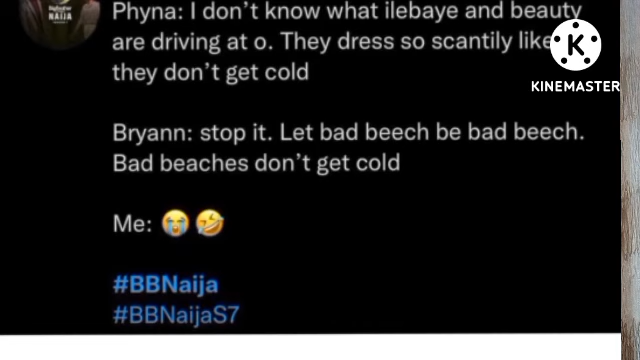 NAIJA
Phyna: I don't know what ilebaye and beauty
are driving at o. They dress so scantily like
they don't get cold
KINEMASTER
Bryann: stop it. Let bad beech be bad beech.
Bad beaches don't get cold
Me: 😭🤣
#BBNaija
#BBNaijaS7